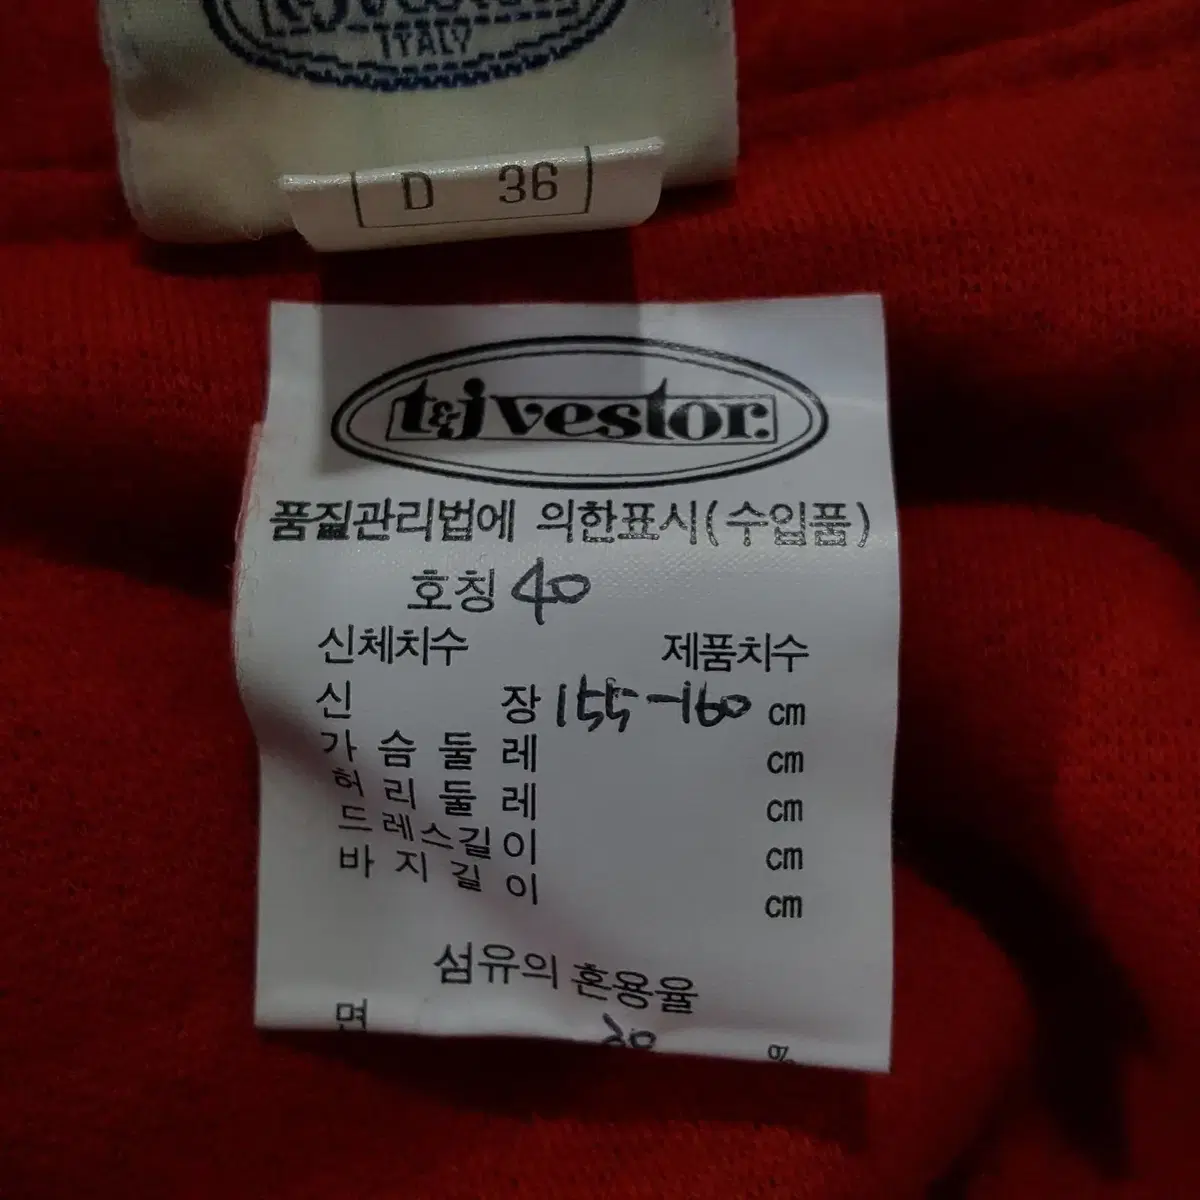 ITALY
D 36
t&j vestor.
품질관리법에 의한표시(수입품)
호칭 40
신체치수 제품치수
신 장 155-160 cm
가슴둘레 cm
허리둘레 cm
드레스길이 cm
바지길이 cm
섬유의 혼용율
면 %